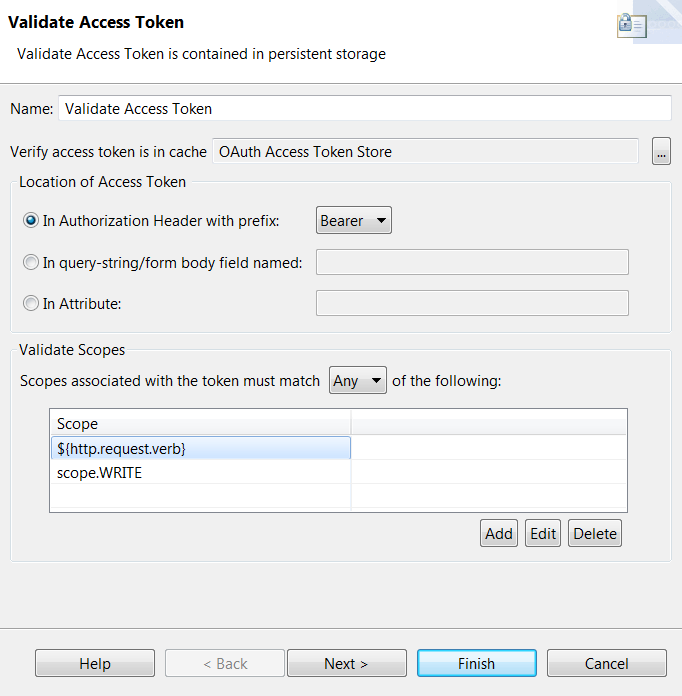 Validate Access Token
Validate Access Token is contained in persistent storage
Name: Validate Access Token
Verify access token is in cache OAuth Access Token Store ...
Location of Access Token
In Authorization Header with prefix: Bearer
In query-string/form body field named:
In Attribute:
Validate Scopes
Scopes associated with the token must match Any of the following:
Scope
${http.request.verb}
scope.WRITE
Add Edit Delete
Help < Back Next > Finish Cancel